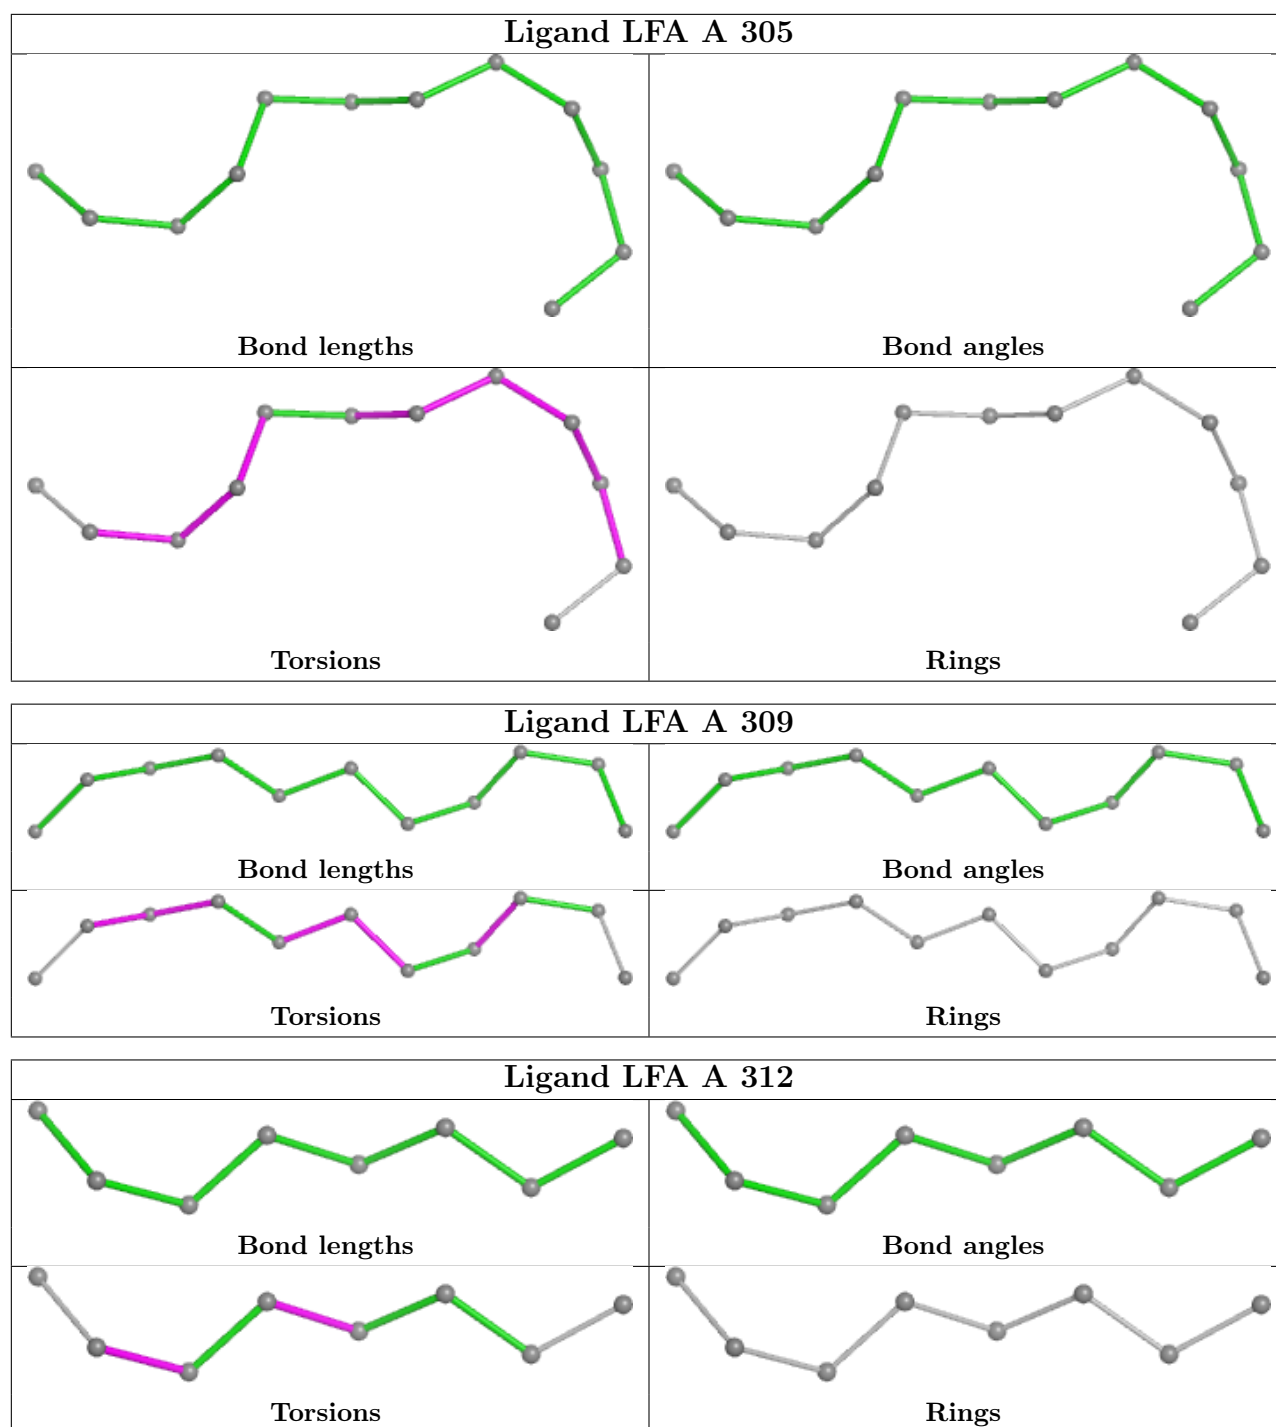 Ligand LFA A 305
Bond lengths
Bond angles
Torsions
Rings
Ligand LFA A 309
Bond lengths
Bond angles
Torsions
Rings
Ligand LFA A 312
Bond lengths
Bond angles
Torsions
Rings